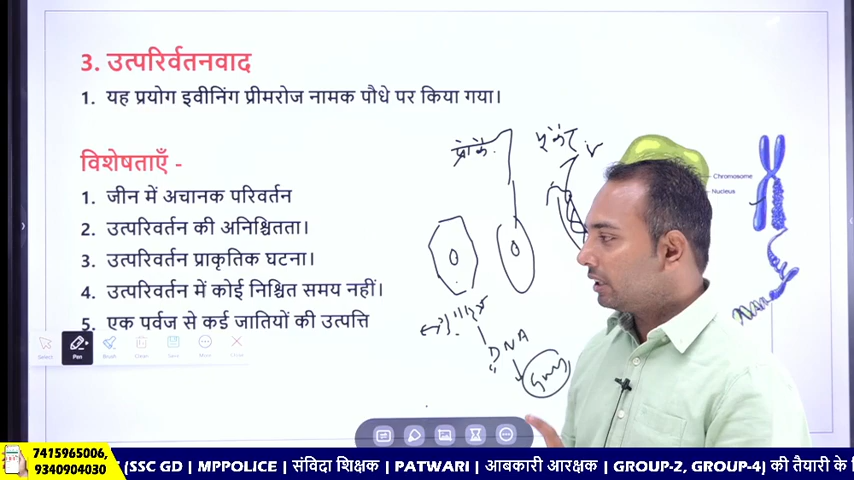 3. उत्परिर्वतनवाद
1. यह प्रयोग इवीनिंग प्रीमरोज नामक पौधे पर किया गया।
विशेषताएँ -
1. जीन में अचानक परिवर्तन
2. उत्परिवर्तन की अनिश्चितता।
3. उत्परिवर्तन प्राकृतिक घटना।
4. उत्परिवर्तन में कोई निश्चित समय नहीं।
5. एक पर्वज से कई जातियों की उत्पत्ति
Chromosome
Nucleus
DNA
Select
Pen
Brush
Clean
Save
More
Close
7415965006,
9340904030
(SSC GD | MPPOLICE | संविदा शिक्षक | PATWARI | आबकारी आरक्षक | GROUP-2, GROUP-4) की तैयारी के